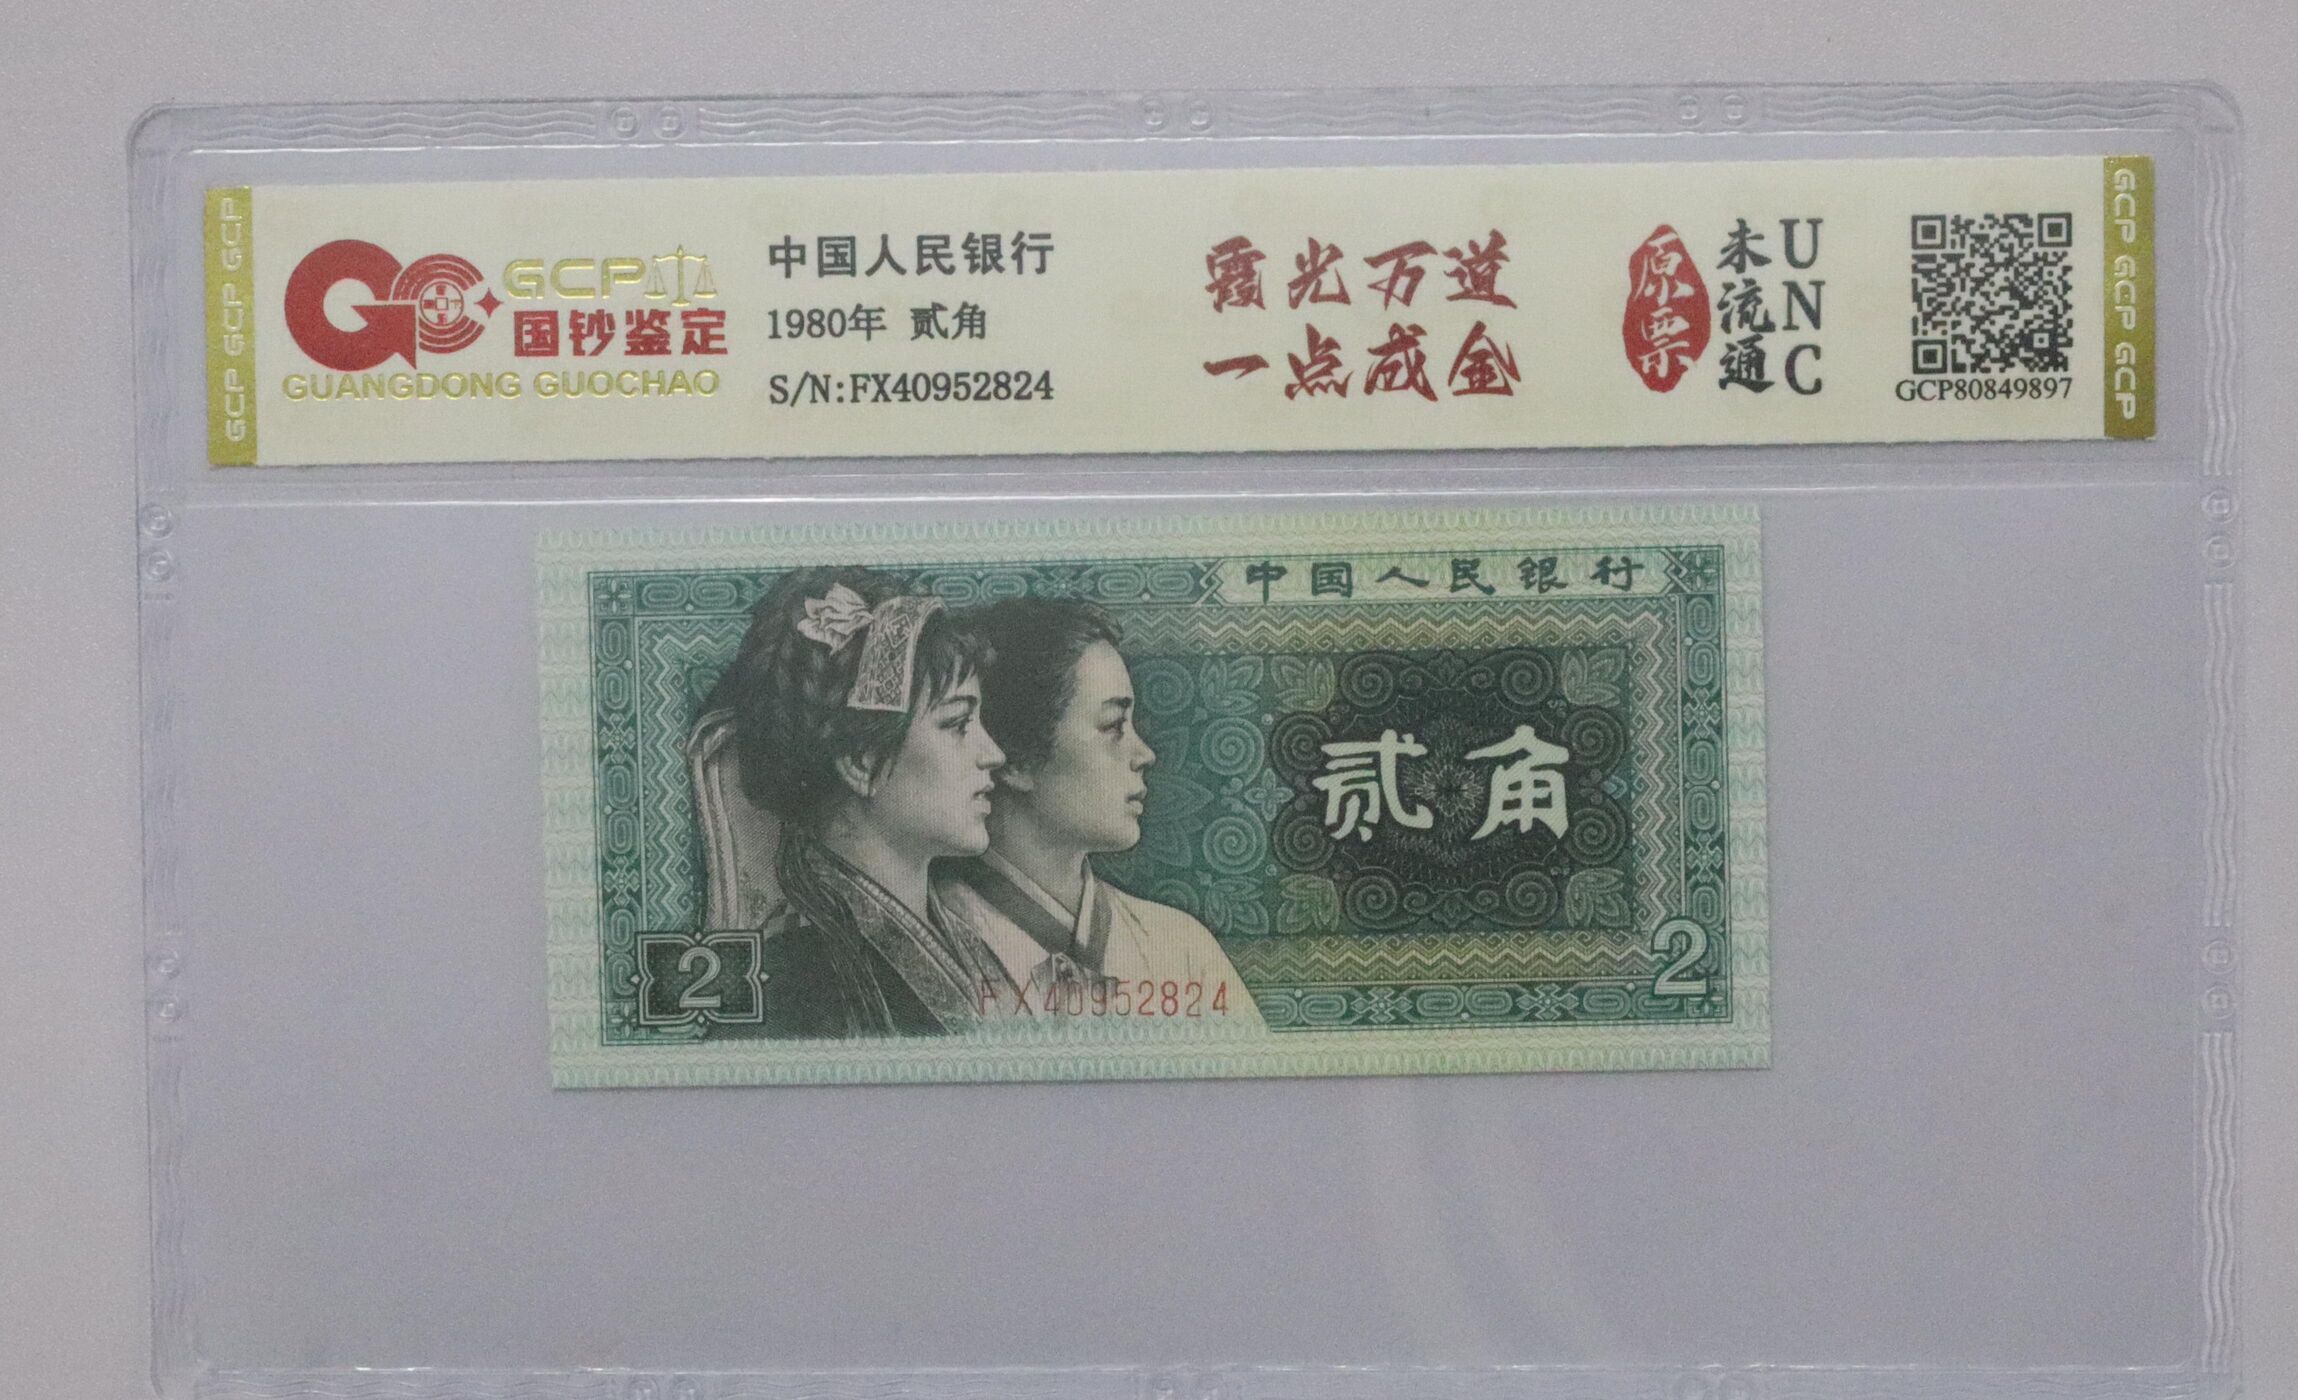 GCP GCP GCP
GCP
国钞鉴定
GUANGDONG GUOCHAO
中国人民银行
1980年 贰角
S/N:FX40952824
霞光万道
一点成金
原票
未流通
UNC
GCP80849897
GCP GCP GCP
中国人民银行
贰角
2
2
FX40952824